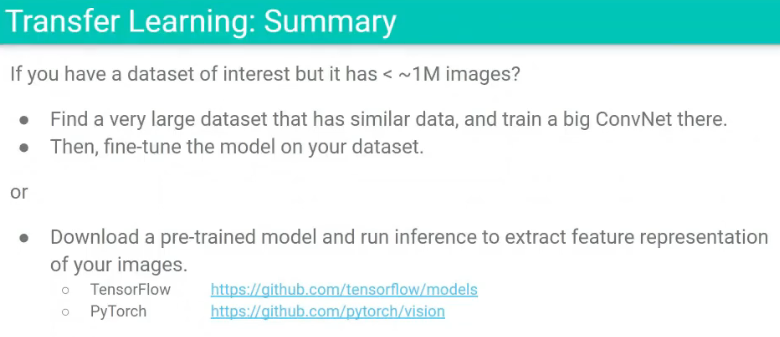 Transfer Learning: Summary
If you have a dataset of interest but it has < ~1M images?
● Find a very large dataset that has similar data, and train a big ConvNet there.
● Then, fine-tune the model on your dataset.
or
● Download a pre-trained model and run inference to extract feature representation
of your images.
○ TensorFlow https://github.com/tensorflow/models
○ PyTorch https://github.com/pytorch/vision